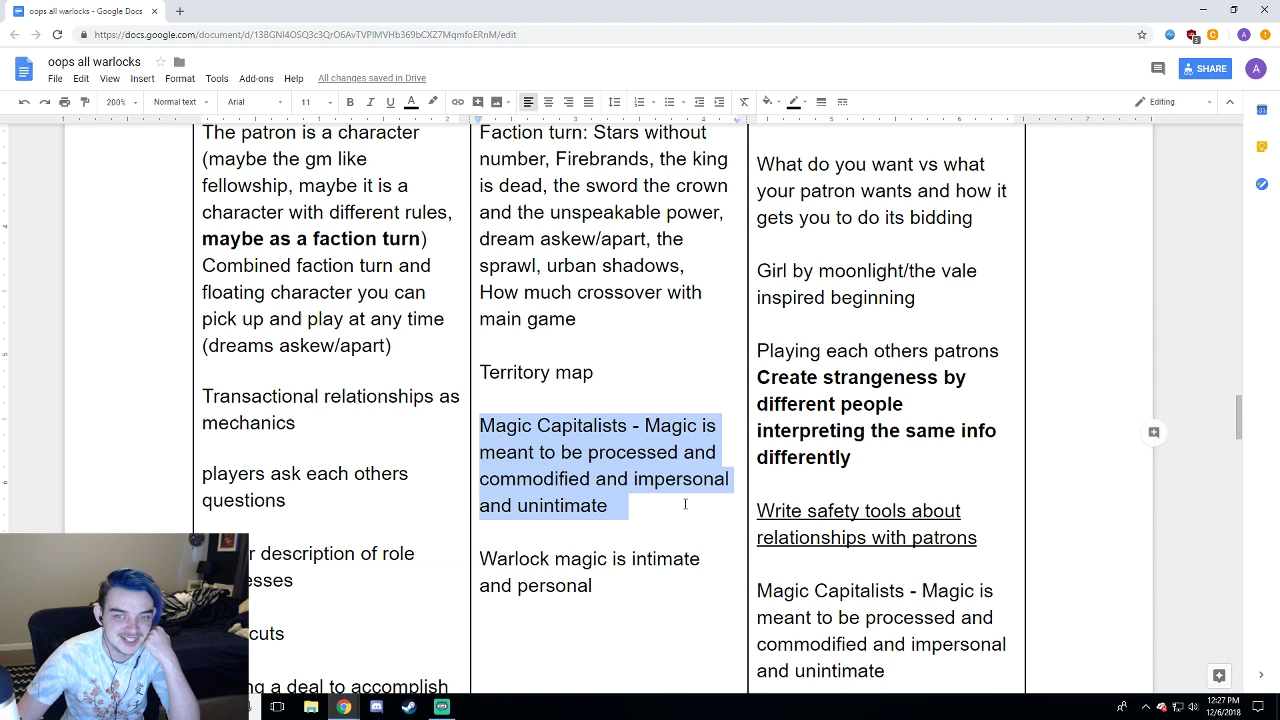 oops all warlocks - Google Docs
https://docs.google.com/document/d/13BGNI4OSQ3c3QrO6AvTVPlMVHb369bCXZ7MqmfoERnM/edit
oops all warlocks
File Edit View Insert Format Tools Add-ons Help All changes saved in Drive
SHARE
A
200% Normal text Arial 11 Editing
1 2 3 4 5 6 7
The patron is a character
(maybe the gm like
fellowship, maybe it is a
character with different rules,
maybe as a faction turn)
Combined faction turn and
floating character you can
pick up and play at any time
(dreams askew/apart)
Transactional relationships as
mechanics
players ask each others
questions
r description of role
esses
cuts
ng a deal to accomplish
Faction turn: Stars without
number, Firebrands, the king
is dead, the sword the crown
and the unspeakable power,
dream askew/apart, the
sprawl, urban shadows,
How much crossover with
main game
Territory map
Magic Capitalists - Magic is
meant to be processed and
commodified and impersonal
and unintimate
Warlock magic is intimate
and personal
What do you want vs what
your patron wants and how it
gets you to do its bidding
Girl by moonlight/the vale
inspired beginning
Playing each others patrons
Create strangeness by
different people
interpreting the same info
differently
Write safety tools about
relationships with patrons
Magic Capitalists - Magic is
meant to be processed and
commodified and impersonal
and unintimate
12:27 PM
12/6/2018